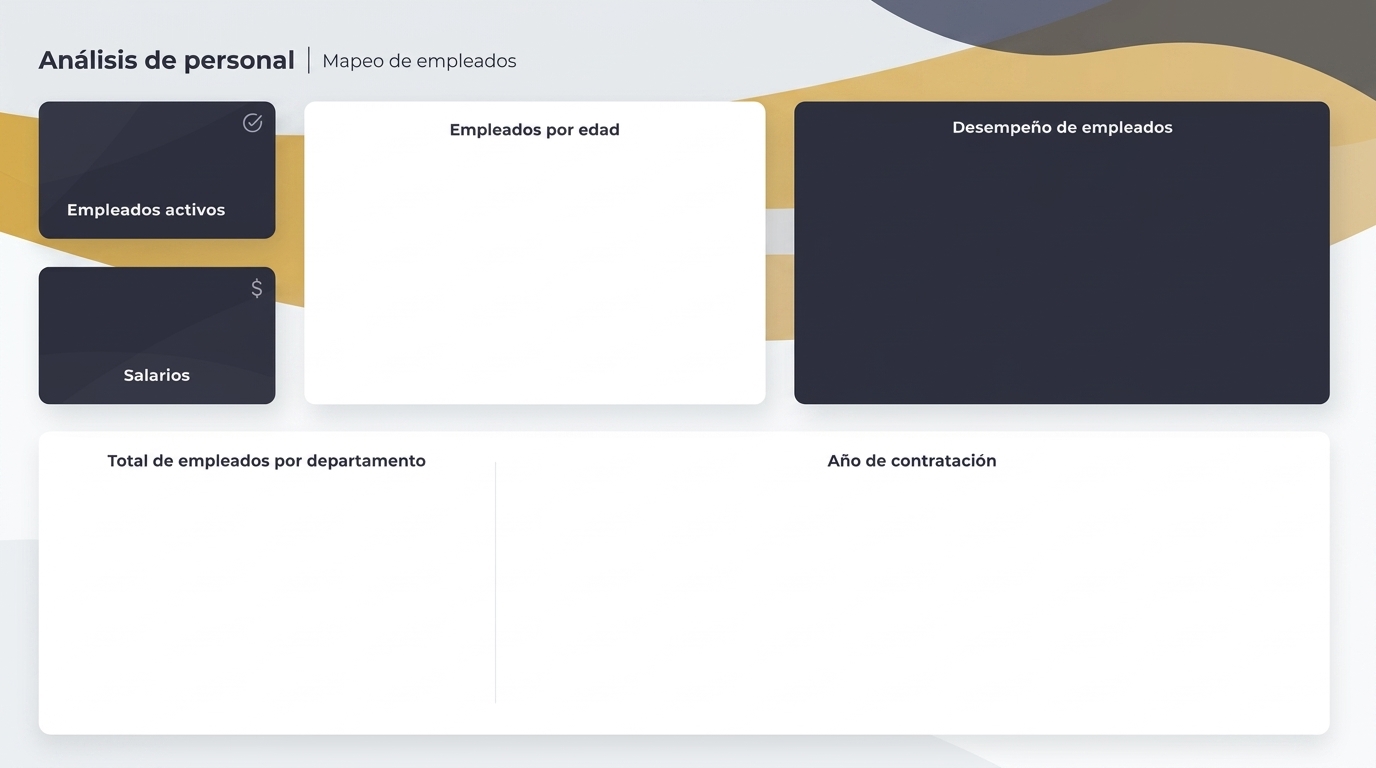 Análisis de personal | Mapeo de empleados
Empleados activos
$
Salarios
Empleados por edad
Desempeño de empleados
Total de empleados por departamento
Año de contratación